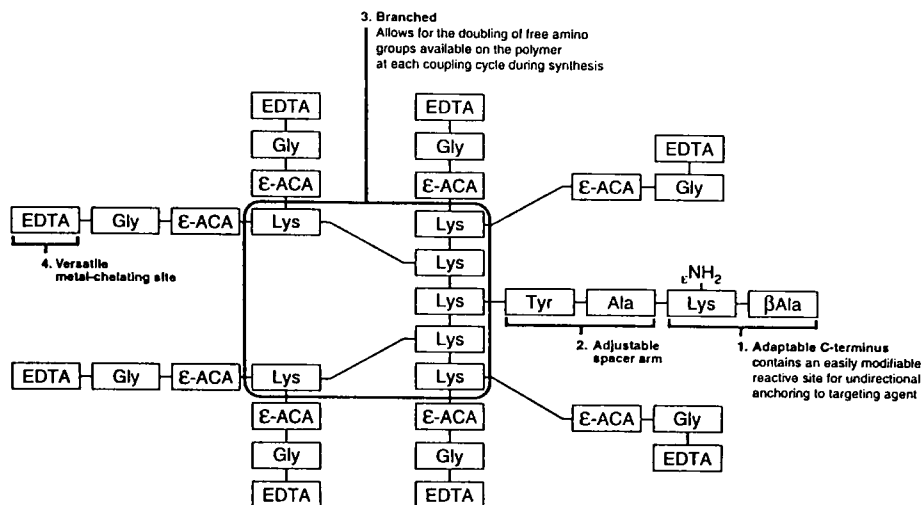 3. Branched
Allows for the doubling of free amino
groups available on the polymer
at each coupling cycle during synthesis
EDTA
EDTA
Gly
Gly
EDTA
ε-ACA
ε-ACA
ε-ACA
Gly
EDTA
Gly
ε-ACA
Lys
Lys
4. Versatile
metal-chelating site
Lys
Lys
Tyr
Ala
εNH2
Lys
βAla
2. Adjustable
spacer arm
1. Adaptable C-terminus
contains an easily modifiable
reactive site for undirectional
anchoring to targeting agent
Lys
EDTA
Gly
ε-ACA
Lys
Lys
ε-ACA
ε-ACA
ε-ACA
Gly
Gly
Gly
EDTA
EDTA
EDTA